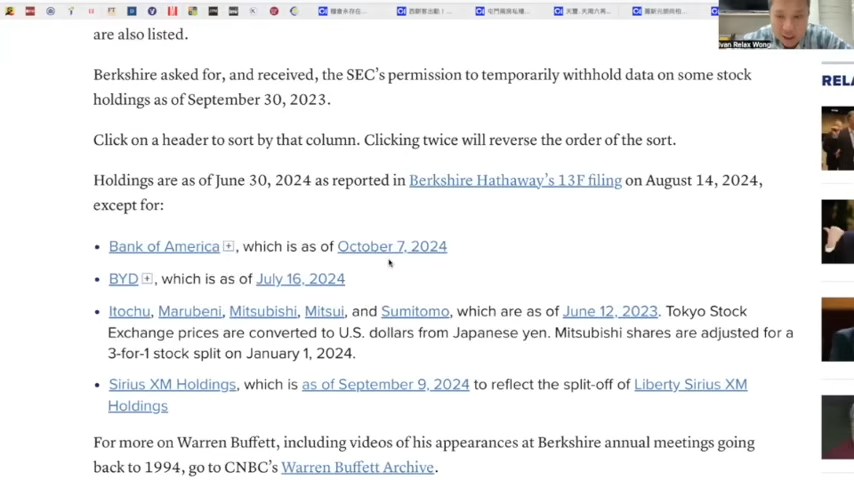 are also listed.
Berkshire asked for, and received, the SEC's permission to temporarily withhold data on some stock
holdings as of September 30, 2023.
Click on a header to sort by that column. Clicking twice will reverse the order of the sort.
Holdings are as of June 30, 2024 as reported in Berkshire Hathaway's 13F filing on August 14, 2024,
except for:
• Bank of America, which is as of October 7, 2024
• BYD, which is as of July 16, 2024
• Itochu, Marubeni, Mitsubishi, Mitsui, and Sumitomo, which are as of June 12, 2023. Tokyo Stock
Exchange prices are converted to U.S. dollars from Japanese yen. Mitsubishi shares are adjusted for a
3-for-1 stock split on January 1, 2024.
• Sirius XM Holdings, which is as of September 9, 2024 to reflect the split-off of Liberty Sirius XM
Holdings
For more on Warren Buffett, including videos of his appearances at Berkshire annual meetings going
back to 1994, go to CNBC's Warren Buffett Archive.
Ivan Relax Wong
RELA